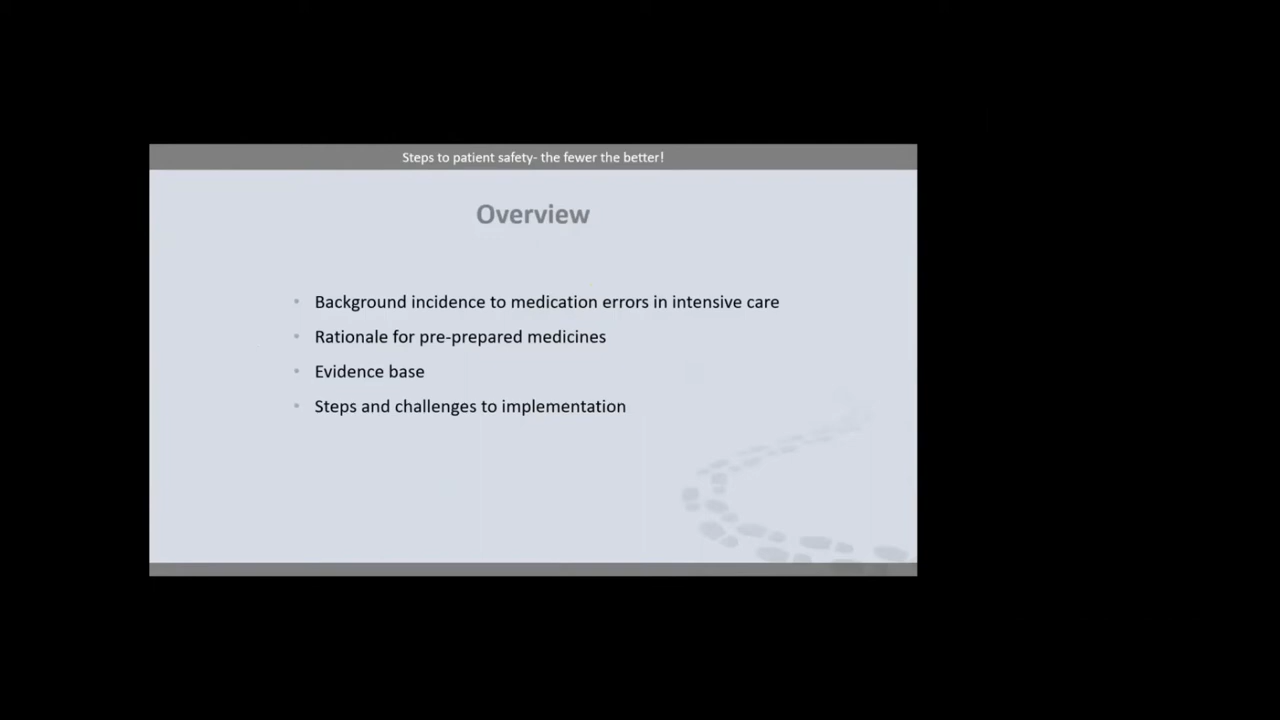 Steps to patient safety- the fewer the better!
Overview
• Background incidence to medication errors in intensive care
• Rationale for pre-prepared medicines
• Evidence base
• Steps and challenges to implementation